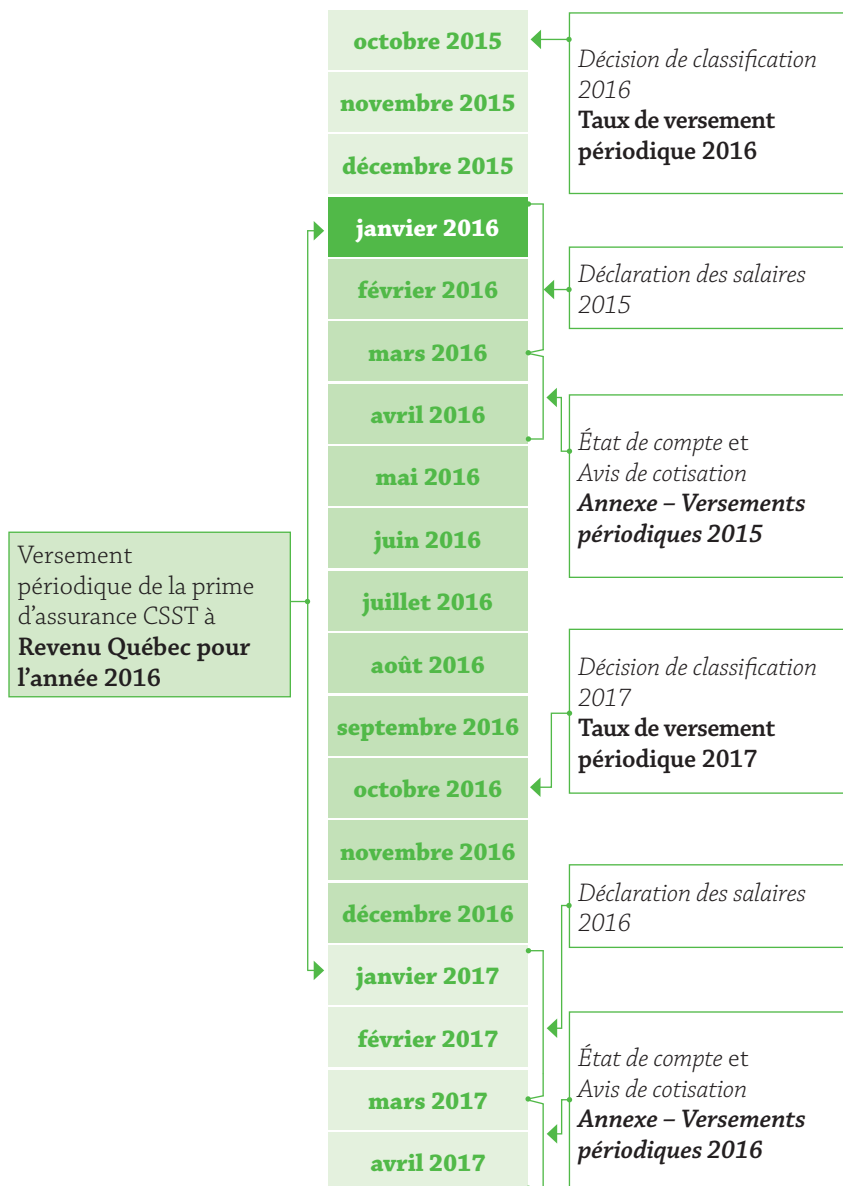 octobre 2015
novembre 2015
décembre 2015
janvier 2016
février 2016
mars 2016
avril 2016
mai 2016
juin 2016
juillet 2016
août 2016
septembre 2016
octobre 2016
novembre 2016
décembre 2016
janvier 2017
février 2017
mars 2017
avril 2017
Versement
périodique de la prime
d'assurance CSST à
Revenu Québec pour
l'année 2016
Décision de classification
2016
Taux de versement
périodique 2016
Déclaration des salaires
2015
État de compte et
Avis de cotisation
Annexe – Versements
périodiques 2015
Décision de classification
2017
Taux de versement
périodique 2017
Déclaration des salaires
2016
État de compte et
Avis de cotisation
Annexe – Versements
périodiques 2016